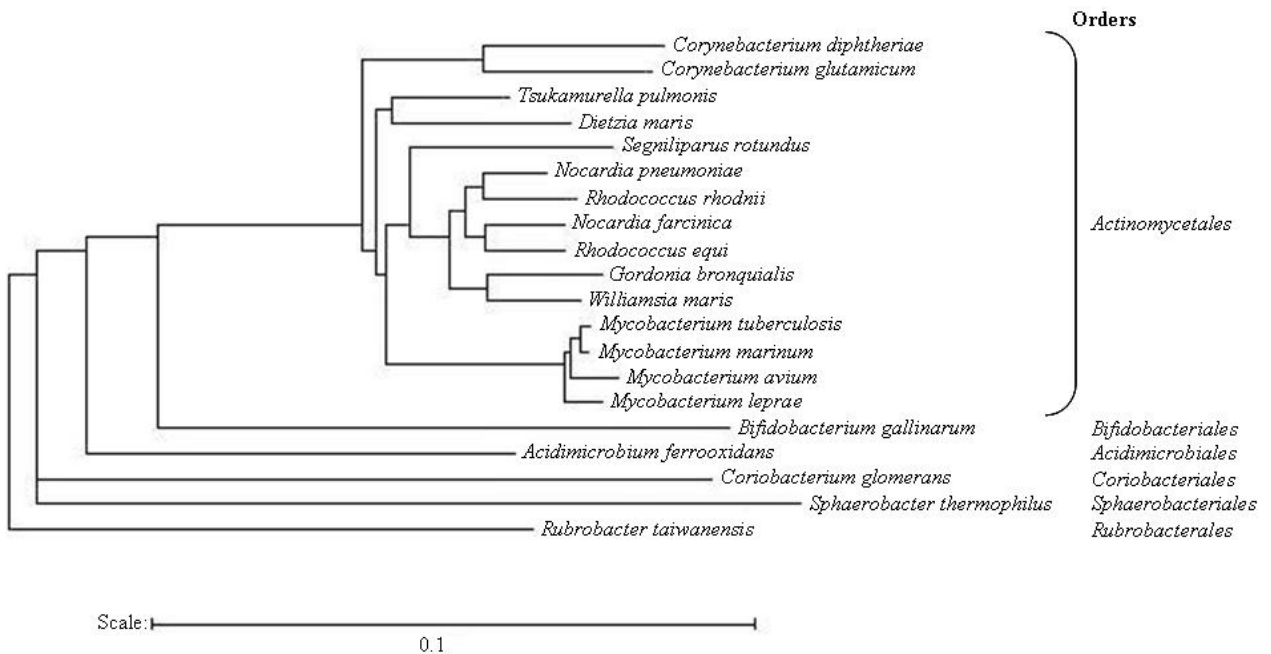 Orders
Corynebacterium diphtheriae
Corynebacterium glutamicum
Tsukamurella pulmonis
Dietzia maris
Segniliparus rotundus
Nocardia pneumoniae
Rhodococcus rhodnii
Nocardia farcinica
Actinomycetales
Rhodococcus equi
Gordonia bronquialis
Williamsia maris
Mycobacterium tuberculosis
Mycobacterium marinum
Mycobacterium avium
Mycobacterium leprae
Bifidobacterium gallinarum Bifidobacteriales
Acidimicrobium ferrooxidans Acidimicrobiales
Coriobacterium glomerans Coriobacteriales
Sphaerobacter thermophilus Sphaerobacteriales
Rubrobacter taiwanensis Rubrobacterales
Scale:
0.1